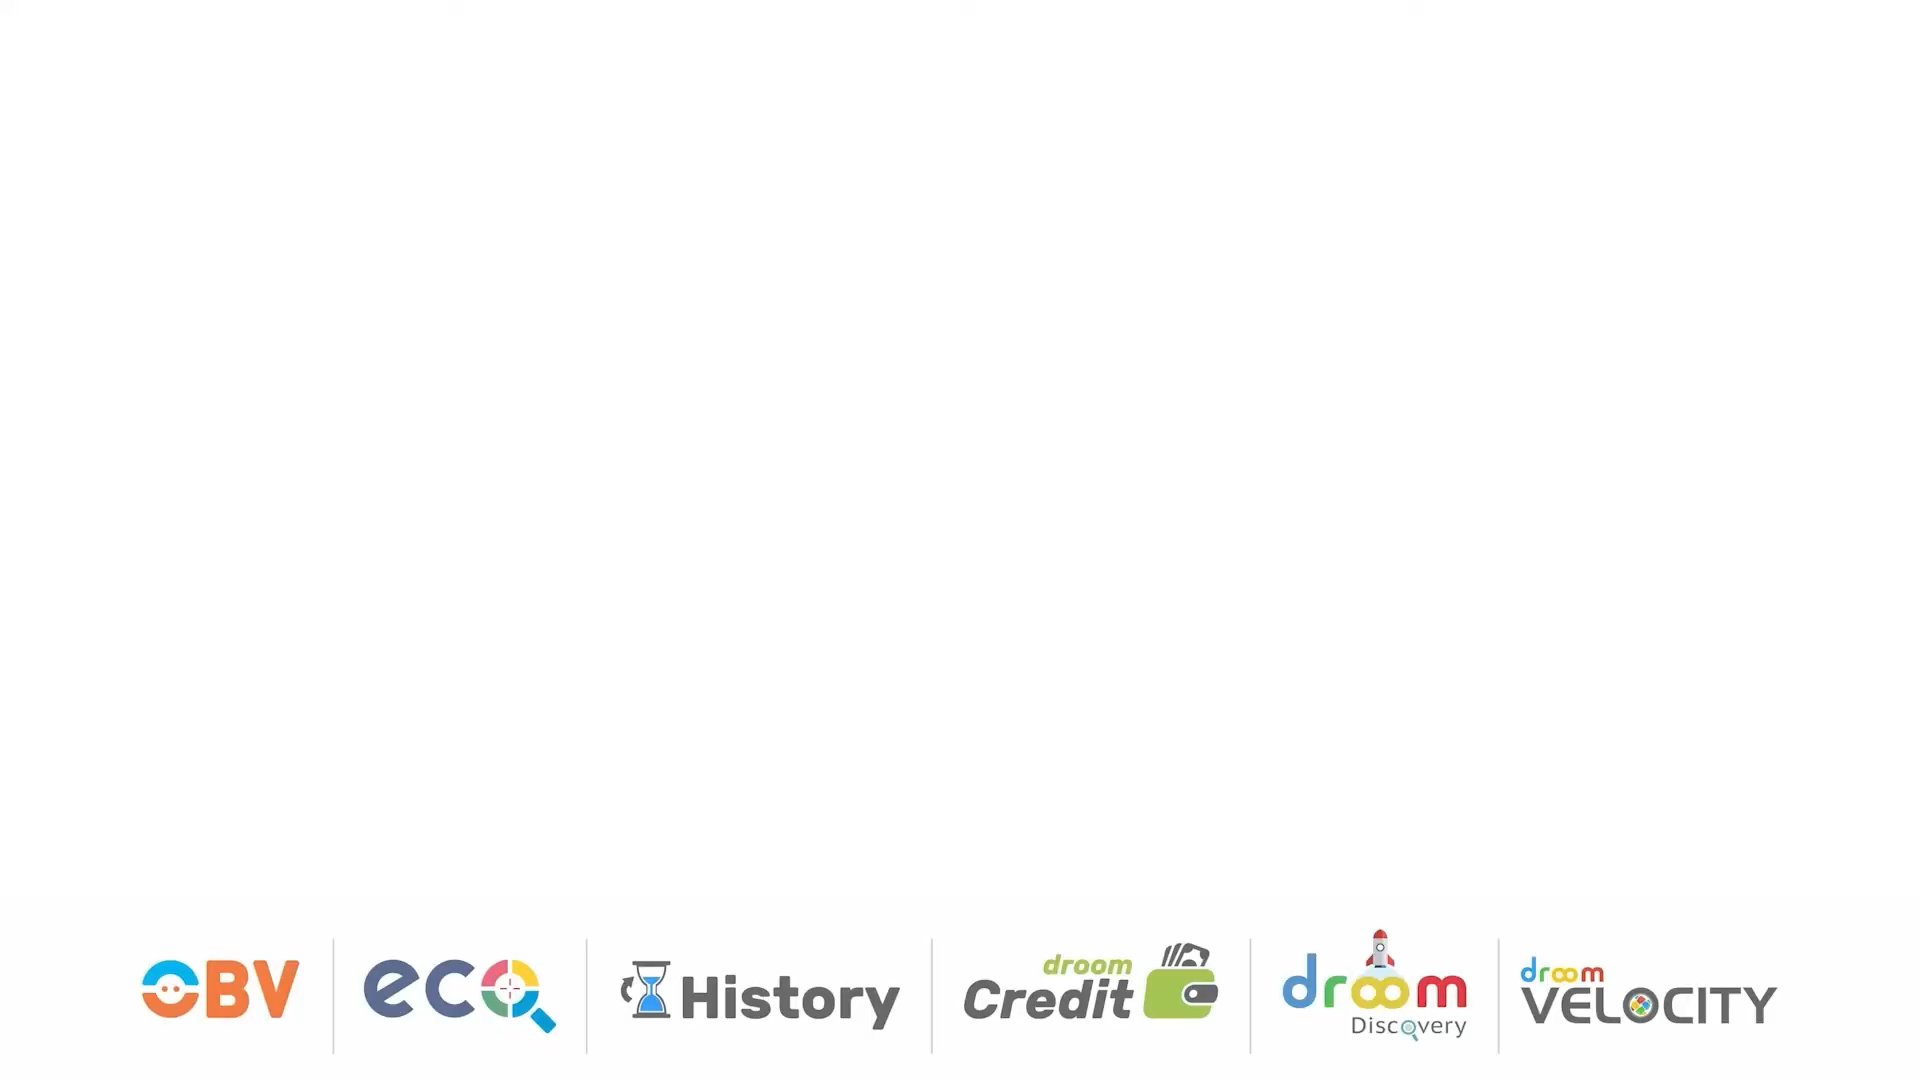 OBV
eco
History
droom
Credit
droom
Discovery
droom
VELOCITY